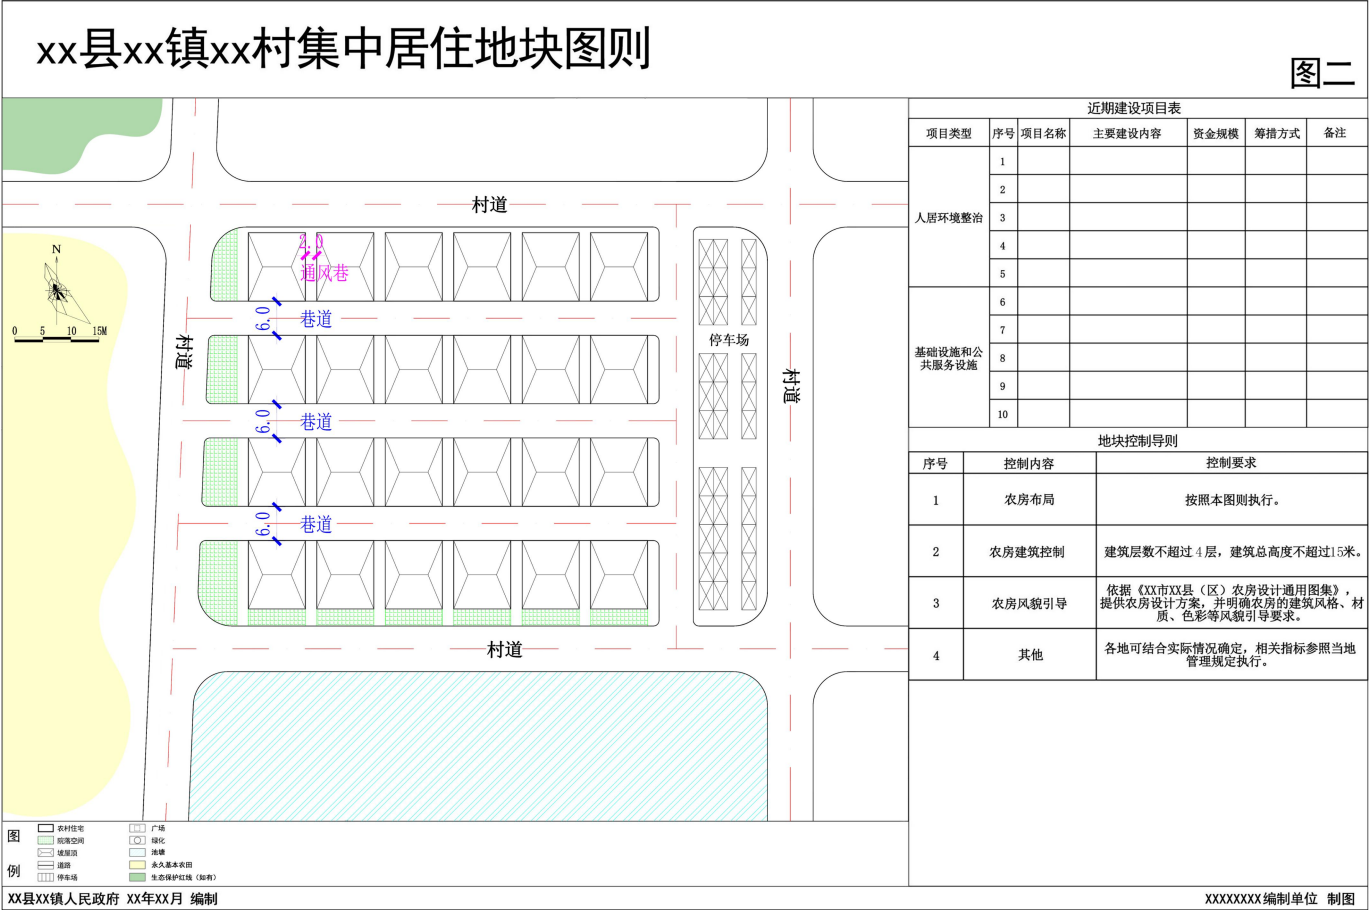 xx县xx镇xx村集中居住地块图则
图二
村道
2.0
通风巷
N
0 5 10 15M
6.0 巷道
村道
停车场
村道
6.0 巷道
6.0 巷道
村道
近期建设项目表
项目类型 序号 项目名称 主要建设内容 资金规模 筹措方式 备注
人居环境整治
1
2
3
4
5
基础设施和公
共服务设施
6
7
8
9
10
地块控制导则
序号 控制内容 控制要求
1 农房布局 按照本图则执行。
2 农房建筑控制 建筑层数不超过4层，建筑总高度不超过15米。
3 农房风貌引导 依据《XX市XX县（区）农房设计通用图集》，
提供农房设计方案，并明确农房的建筑风格、材
质、色彩等风貌引导要求。
4 其他 各地可结合实际情况确定，相关指标参照当地
管理规定执行。
图例
农村住宅 广场
院落空间 绿化
坡屋顶 池塘
道路 永久基本农田
停车场 生态保护红线（如有）
XX县XX镇人民政府 XX年XX月 编制
XXXXXXXX编制单位 制图